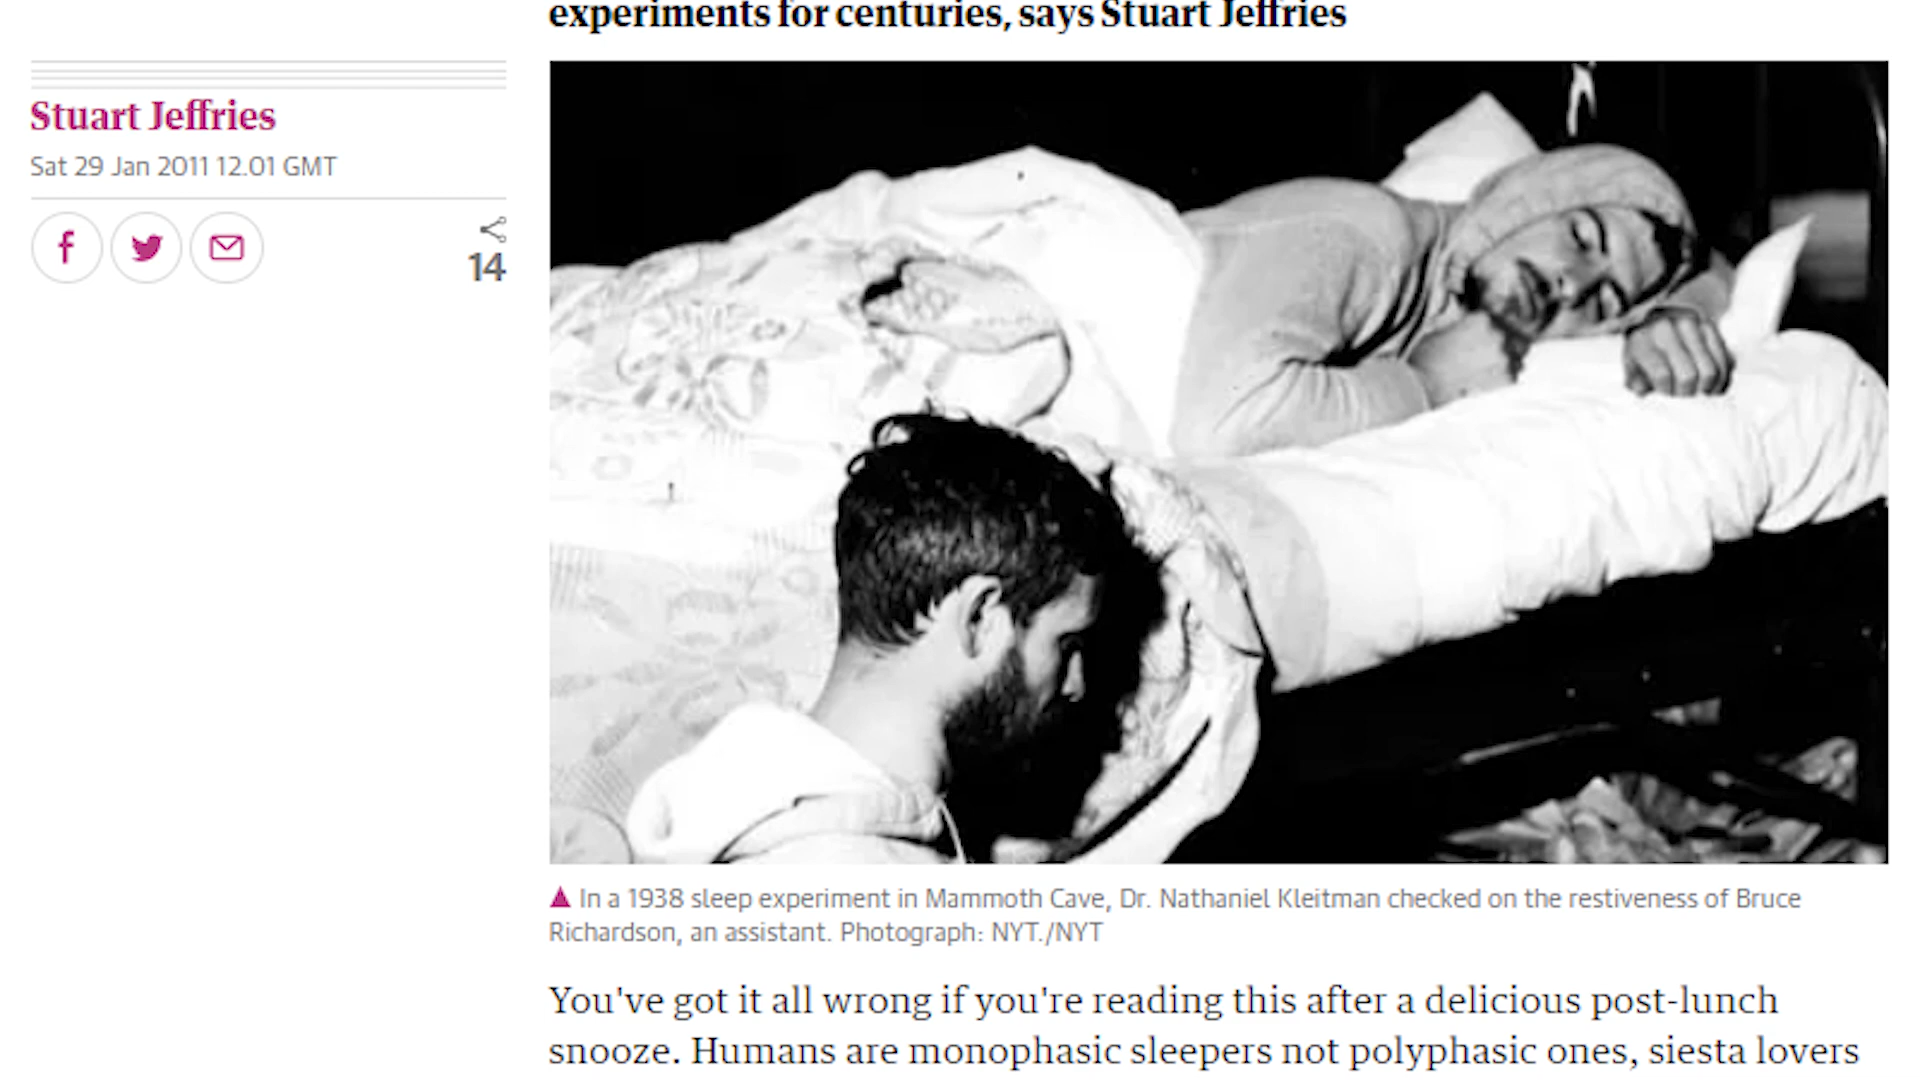 experiments for centuries, says Stuart Jeffries
Stuart Jeffries
Sat 29 Jan 2011 12.01 GMT
14
In a 1938 sleep experiment in Mammoth Cave, Dr. Nathaniel Kleitman checked on the restiveness of Bruce
Richardson, an assistant. Photograph: NYT./NYT
You've got it all wrong if you're reading this after a delicious post-lunch
snooze. Humans are monophasic sleepers not polyphasic ones, siesta lovers